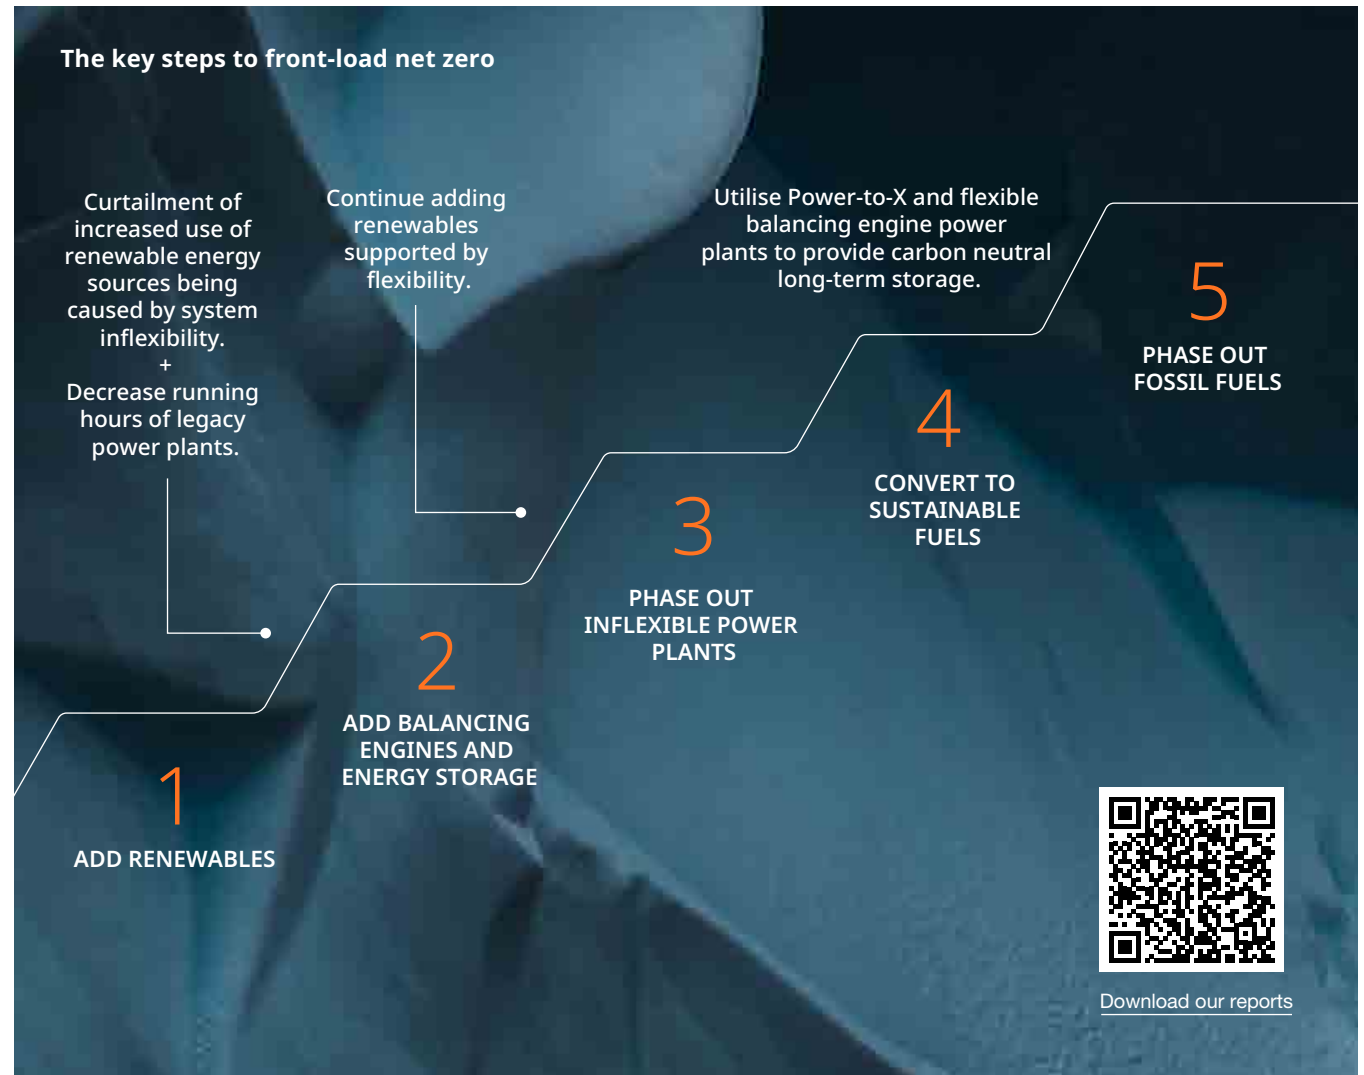 The key steps to front-load net zero
Curtailment of
increased use of
renewable energy
sources being
caused by system
inflexibility.
+
Decrease running
hours of legacy
power plants.
Continue adding
renewables
supported by
flexibility.
Utilise Power-to-X and flexible
balancing engine power
plants to provide carbon neutral
long-term storage.
1
ADD RENEWABLES
2
ADD BALANCING
ENGINES AND
ENERGY STORAGE
3
PHASE OUT
INFLEXIBLE POWER
PLANTS
4
CONVERT TO
SUSTAINABLE
FUELS
5
PHASE OUT
FOSSIL FUELS
Download our reports